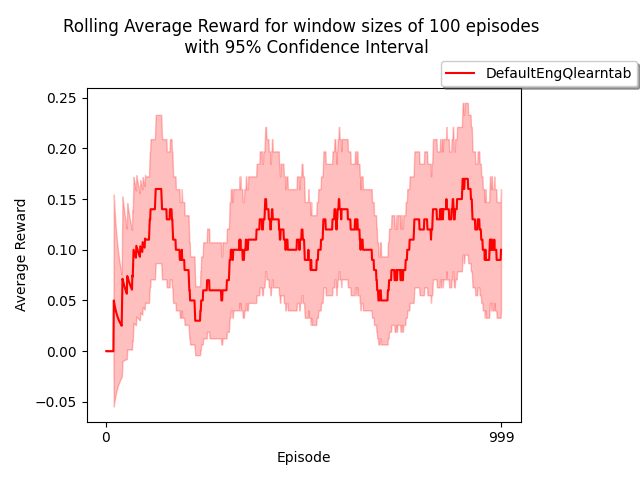 Rolling Average Reward for window sizes of 100 episodes
with 95% Confidence Interval
DefaultEngQlearntab
0.25
0.20
0.15
0.10
0.05
0.00
−0.05
Average Reward
0
999
Episode